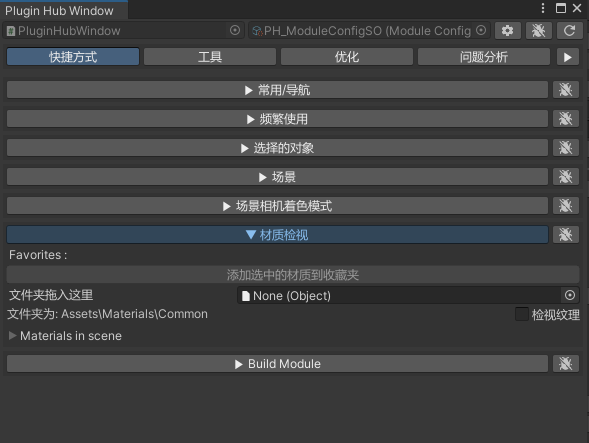 Plugin Hub Window
PluginHubWindow PH_ModuleConfigSO (Module Config
快捷方式 工具 优化 问题分析
常用/导航
频繁使用
选择的对象
场景
场景相机着色模式
材质检视
Favorites :
添加选中的材质到收藏夹
文件夹拖入这里 None (Object)
文件夹为: Assets\Materials\Common 检视纹理
Materials in scene
Build Module